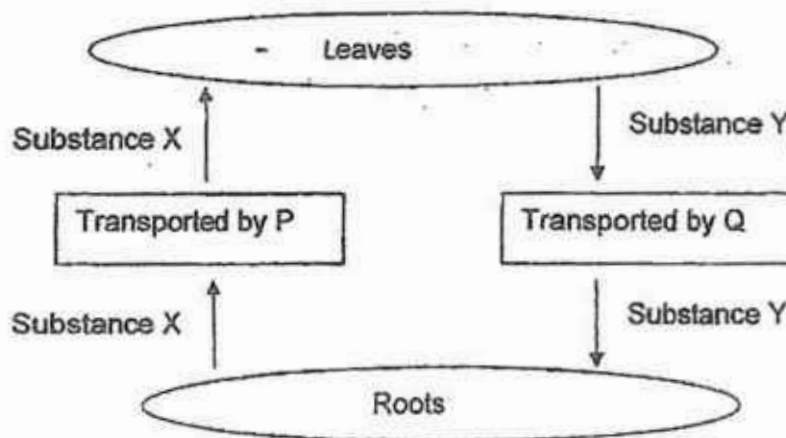 Leaves
Substance X
Substance Y
Transported by P
Transported by Q
Substance X
Substance Y
Roots